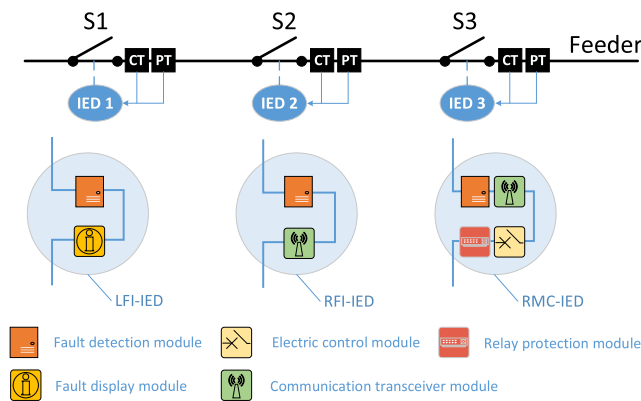 S1 S2 S3
Feeder
CT PT CT PT CT PT
IED 1 IED 2 IED 3
LFI-IED RFI-IED RMC-IED
Fault detection module Electric control module Relay protection module
Fault display module Communication transceiver module